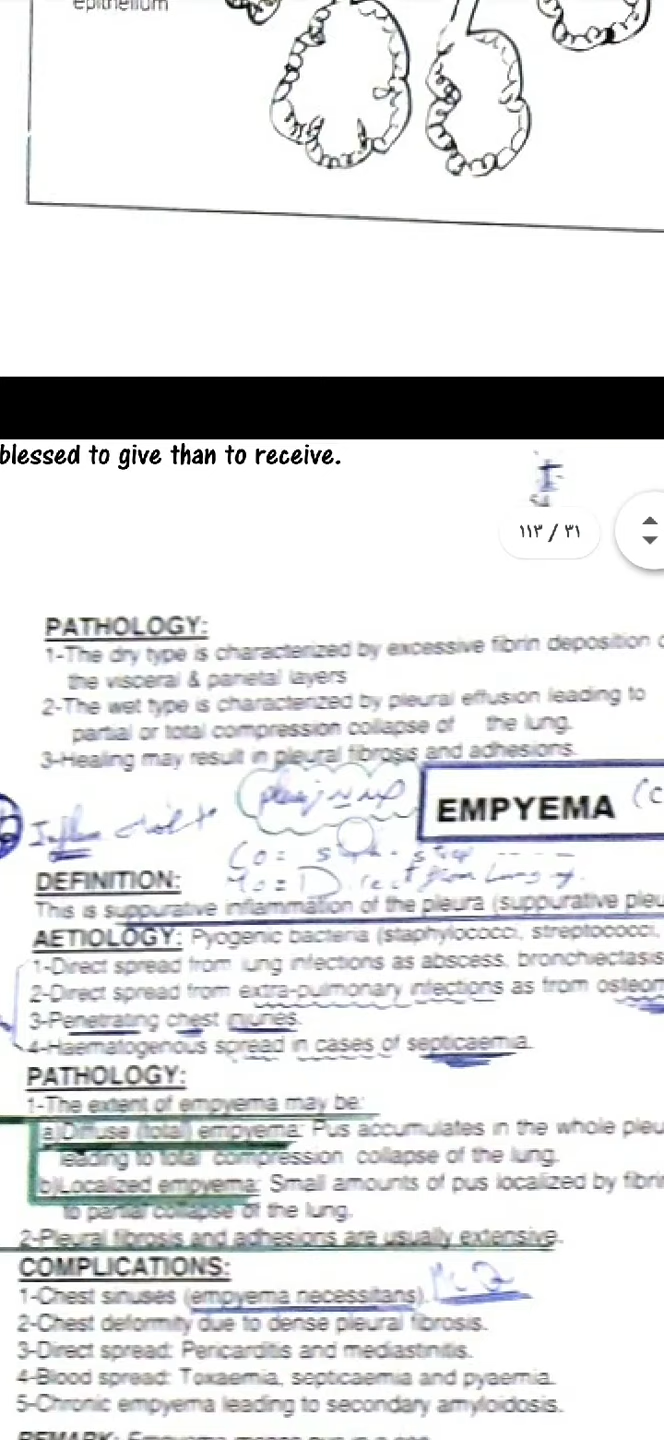 epithelium
blessed to give than to receive.
١١٣ / ٣١
PATHOLOGY:
1-The dry type is characterized by excessive fibrin deposition
the visceral & parietal layers
2-The wet type is characterized by pleural effusion leading to
partial or total compression collapse of the lung.
3-Healing may result in pleural fibrosis and adhesions.
EMPYEMA (C
DEFINITION:
This is suppurative inflammation of the pleura (suppurative pleu
AETIOLOGY: Pyogenic bacteria (staphylococci, streptococci,
1-Direct spread from lung infections as abscess, bronchiectasis
2-Direct spread from extra-pulmonary infections as from osteom
3-Penetrating chest injuries.
4-Haematogenous spread in cases of septicaemia.
PATHOLOGY:
1-The extent of empyema may be:
a)Diffuse (total) empyema: Pus accumulates in the whole pleu
leading to total compression collapse of the lung.
b)Localized empyema: Small amounts of pus localized by fibrin
to partial collapse of the lung.
2-Pleural fibrosis and adhesions are usually extensive.
COMPLICATIONS:
1-Chest sinuses (empyema necessitans). MCQ
2-Chest deformity due to dense pleural fibrosis.
3-Direct spread: Pericarditis and mediastinitis.
4-Blood spread: Toxaemia, septicaemia and pyaemia.
5-Chronic empyema leading to secondary amyloidosis.
REMARK: Empyema means pus in a